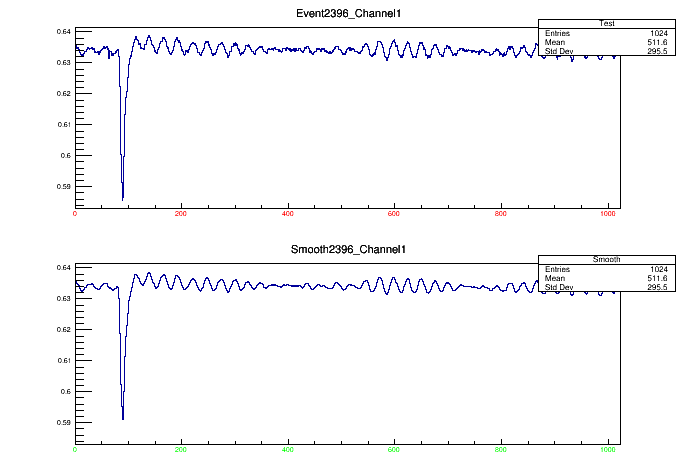 Event2396_Channel1
Test
Entries 1024
Mean 511.6
Std Dev 295.5
0.64
0.63
0.62
0.61
0.6
0.59
0 200 400 600 800 1000
Smooth2396_Channel1
Smooth
Entries 1024
Mean 511.6
Std Dev 295.5
0.64
0.63
0.62
0.61
0.6
0.59
0 200 400 600 800 1000